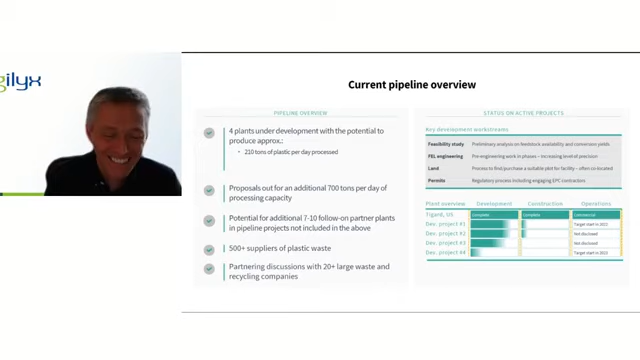 gilyx
Current pipeline overview
PIPELINE OVERVIEW
4 plants under development with the potential to
produce approx.:
• 210 tons of plastic per day processed
Proposals out for an additional 700 tons per day of
processing capacity
Potential for additional 7-10 follow-on partner plants
in pipeline projects not included in the above
500+ suppliers of plastic waste
Partnering discussions with 20+ large waste and
recycling companies
STATUS ON ACTIVE PROJECTS
Key development workstreams
Feasibility study Preliminary analysis on feedstock availability and conversion yields
FEL engineering Pre-engineering work in phases – increasing level of precision
Land Process to find/purchase a suitable plot for facility – often co-located
Permits Regulatory process including engaging EPC contractors
Plant overview Development Construction Operations
Tigard, US Complete Complete Commercial
Dev. project #1 Target start in 2022
Dev. project #2 Not disclosed
Dev. project #3 Not disclosed
Dev. project #4 Target start in 2023